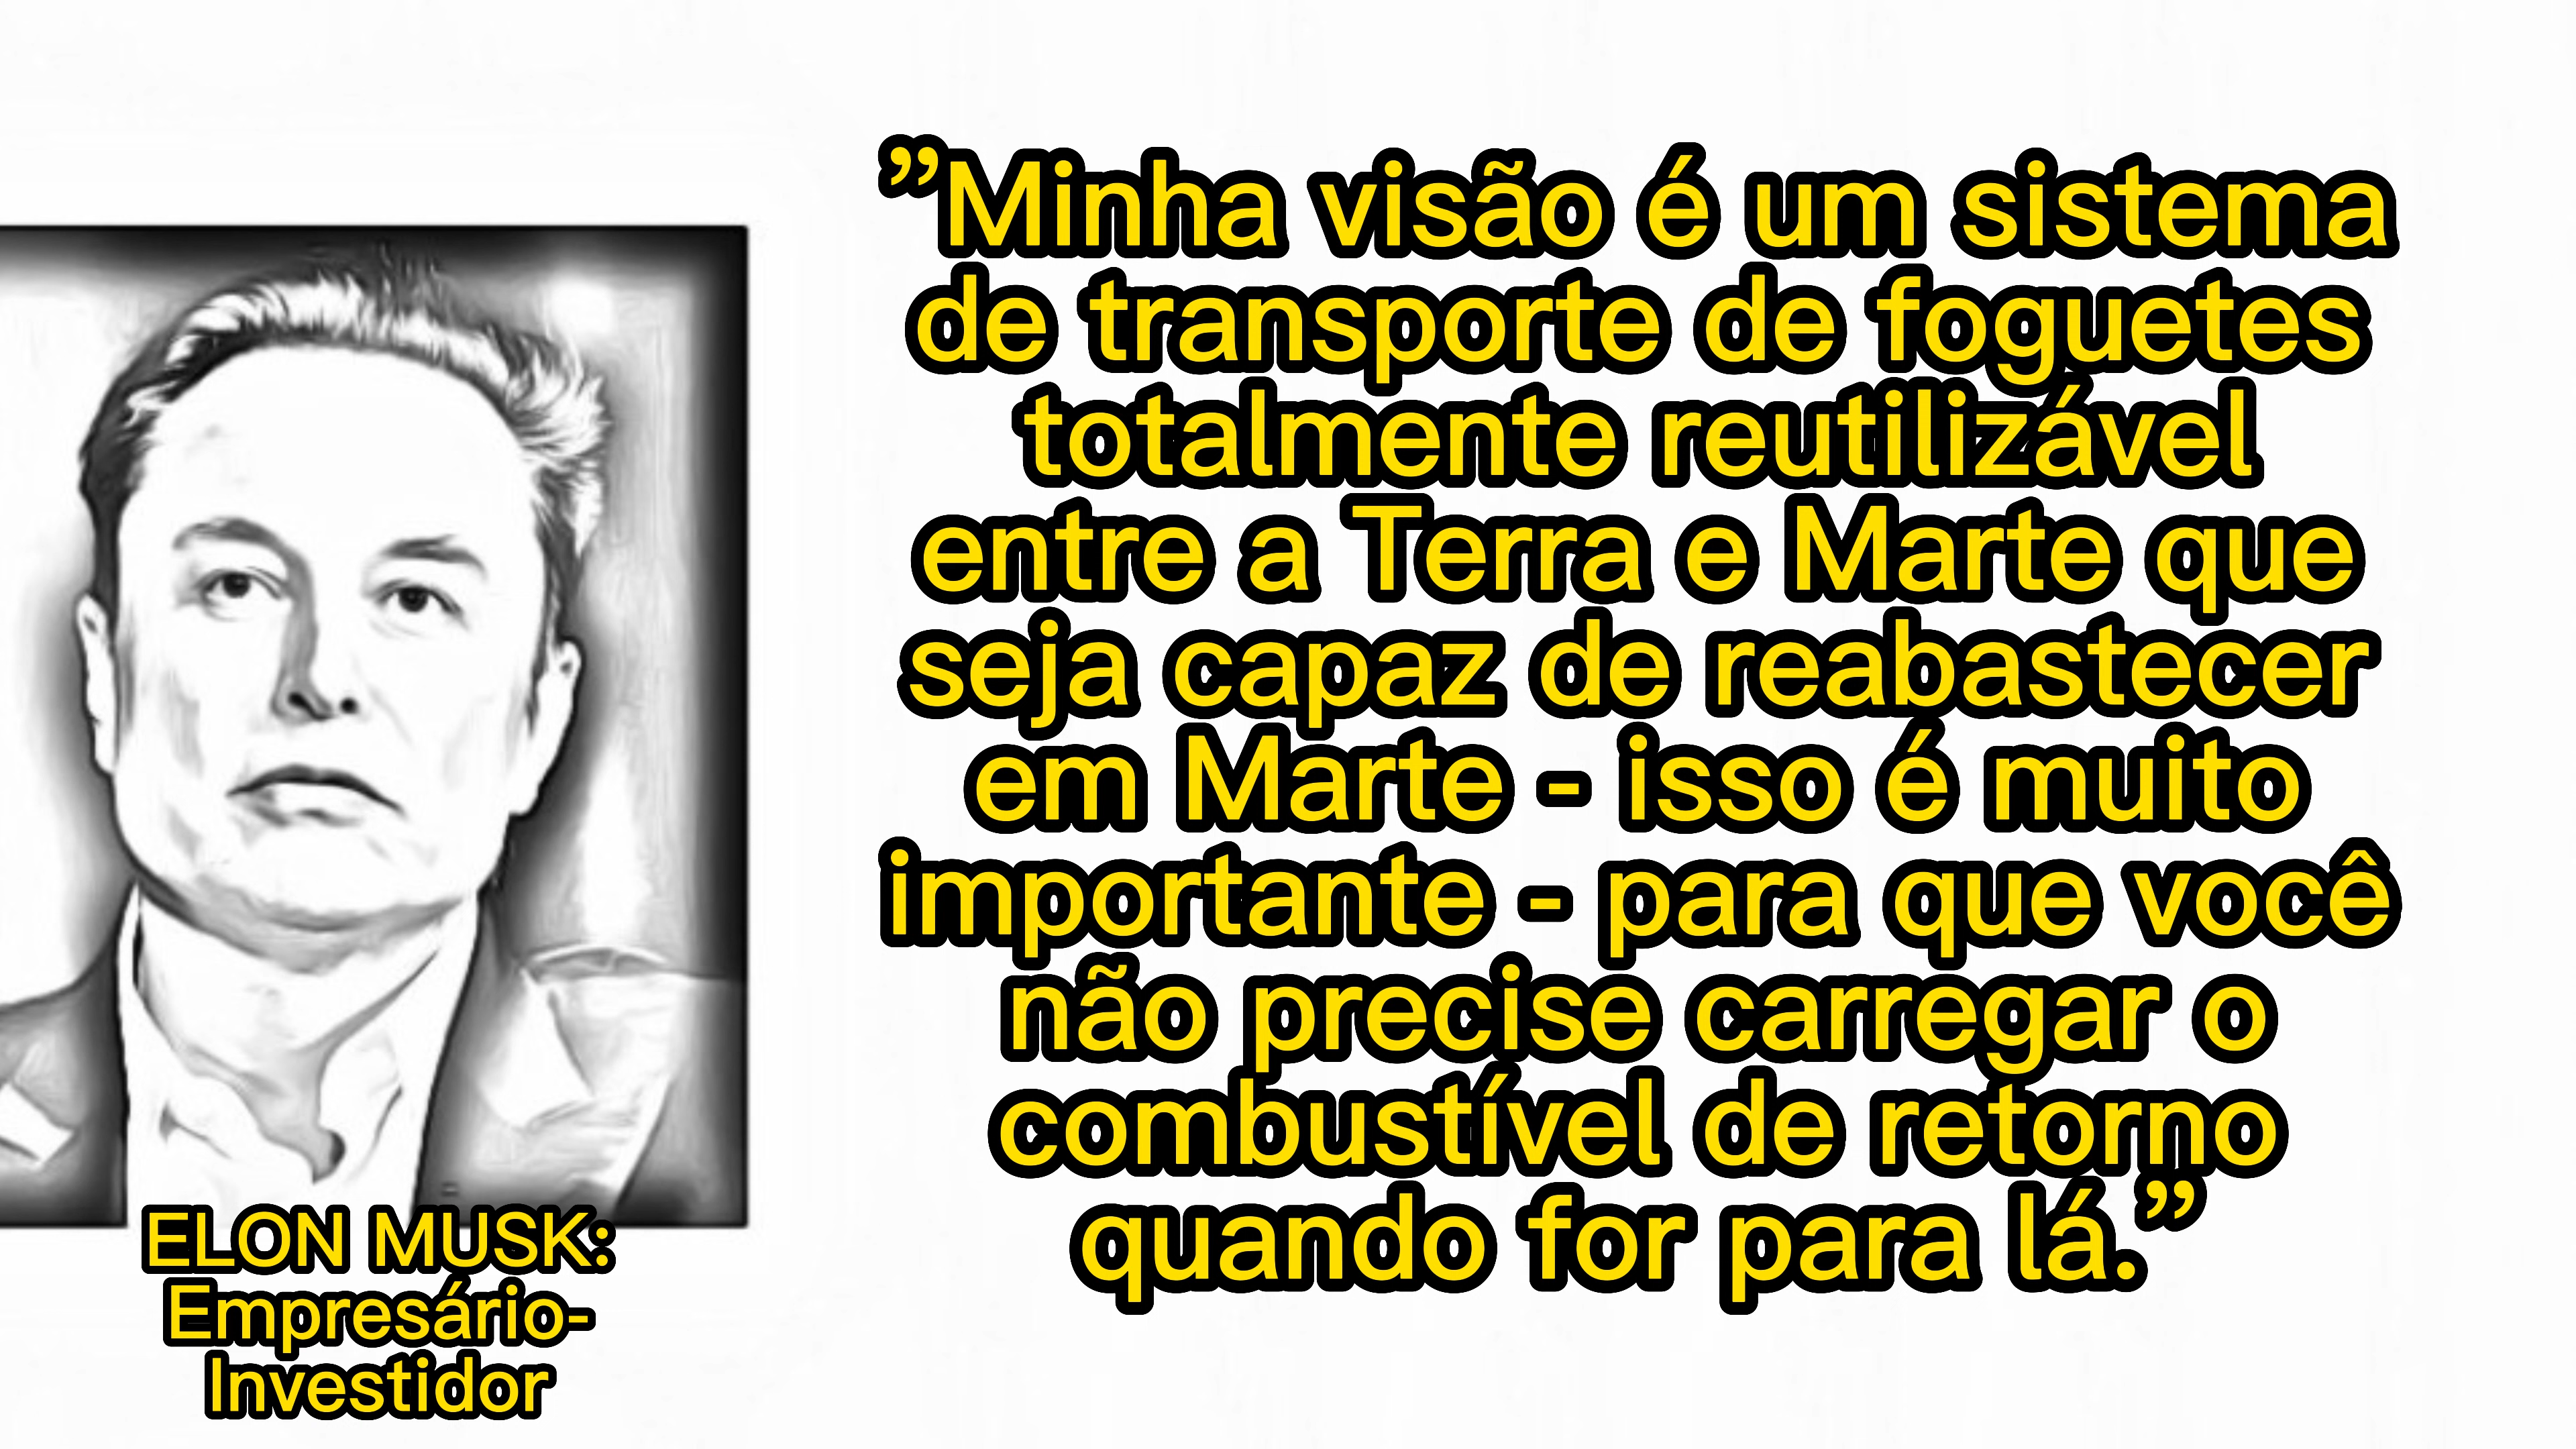 ”Minha visão é um sistema
de transporte de foguetes
totalmente reutilizável
entre a Terra e Marte que
seja capaz de reabastecer
em Marte - isso é muito
importante - para que você
não precise carregar o
combustível de retorno
quando for para lá.”
ELON MUSK:
Empresário-
Investidor